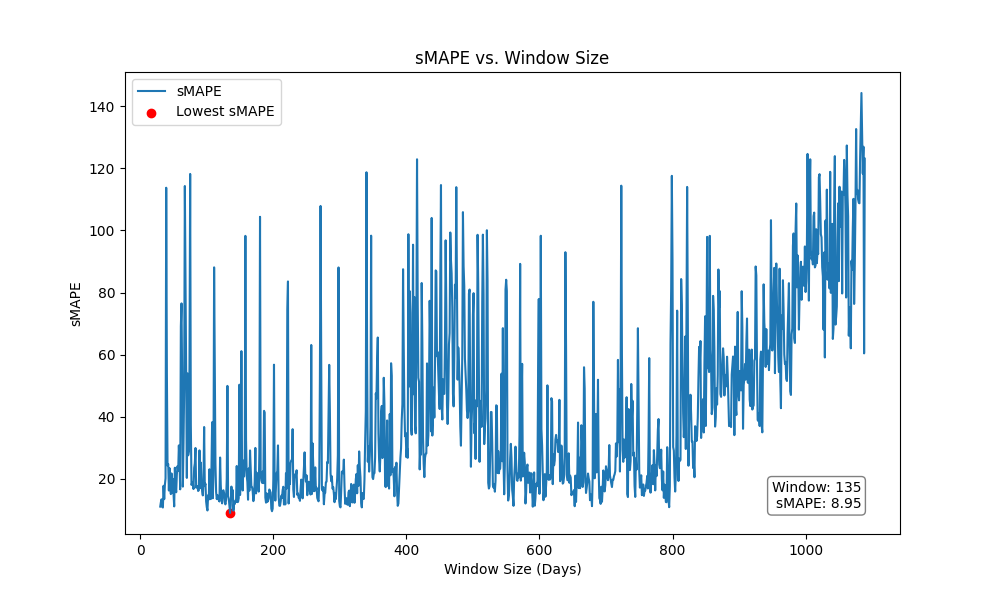 sMAPE vs. Window Size
sMAPE
Lowest sMAPE
140
120
100
80
60
40
20
sMAPE
Window: 135
sMAPE: 8.95
0
200
400
600
800
1000
Window Size (Days)